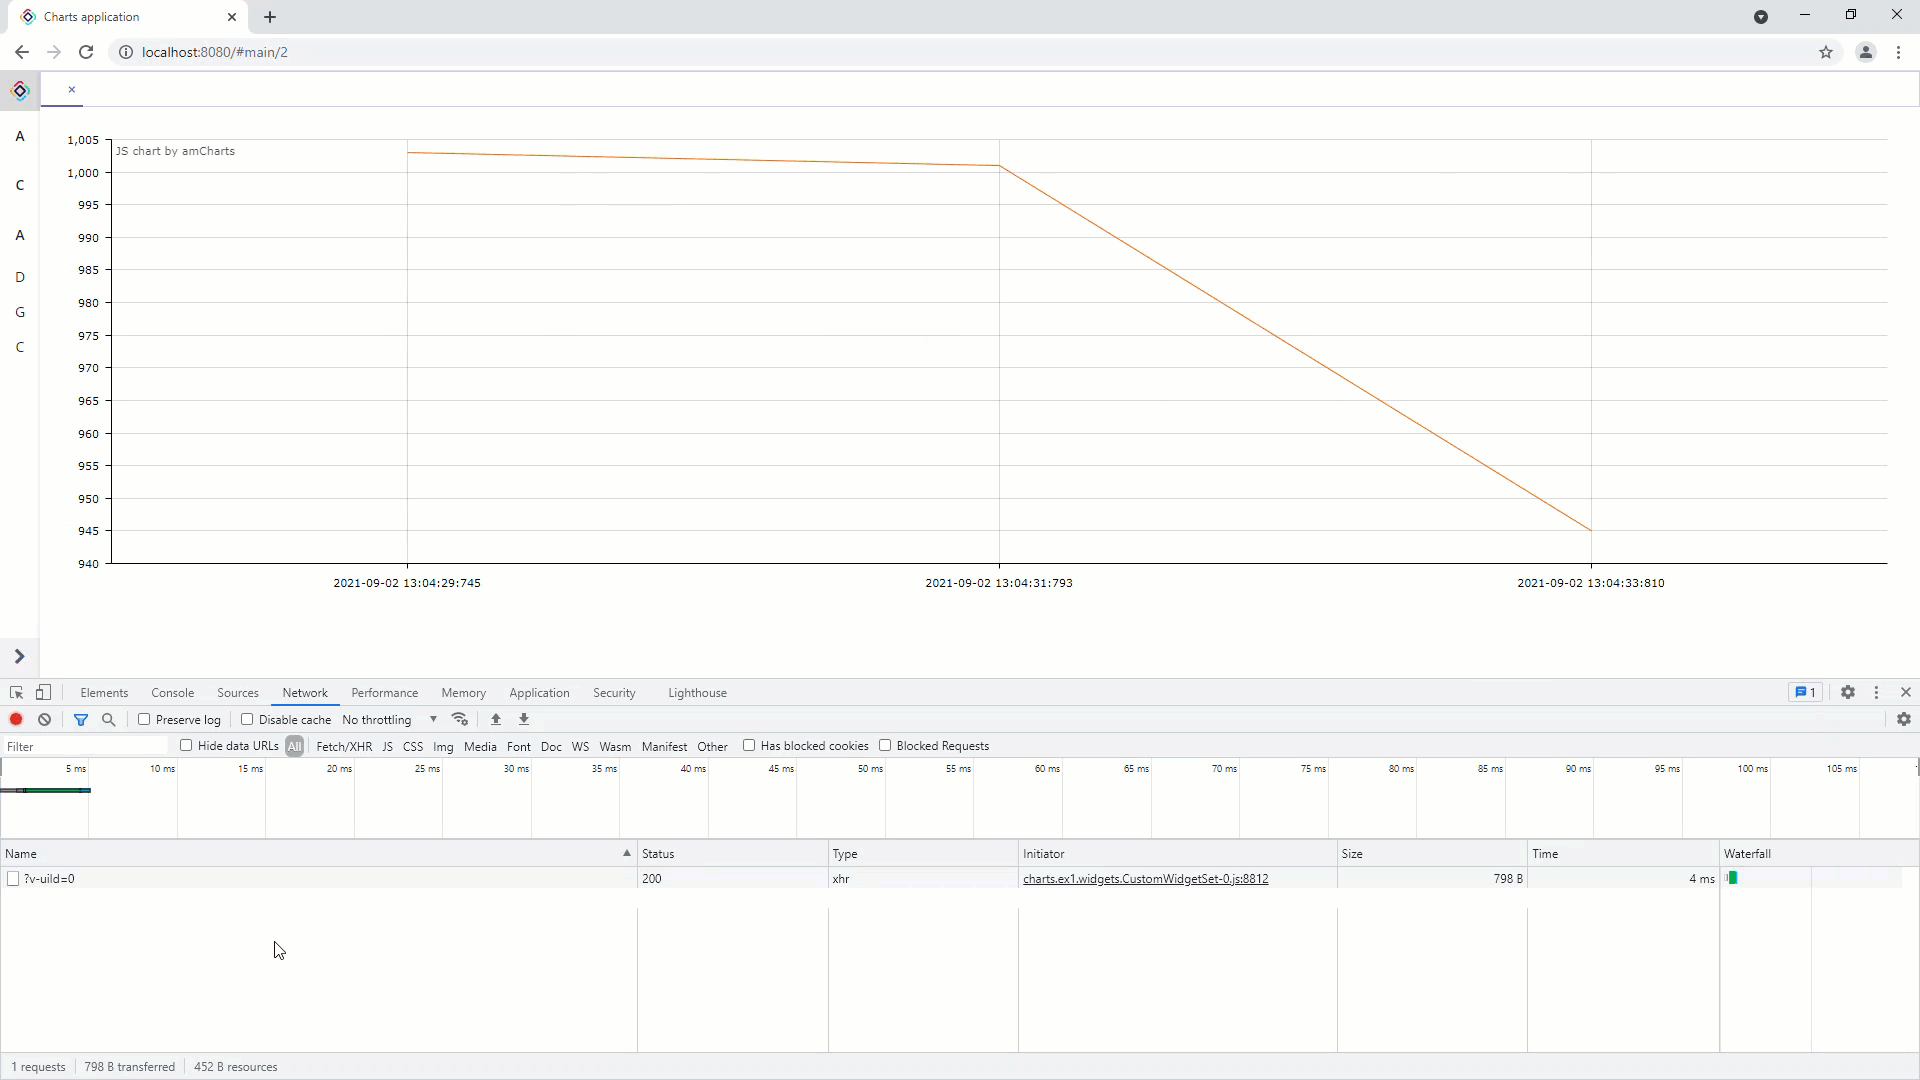 Charts application
localhost:8080/#main/2
A
C
A
D
G
C
1,005
JS chart by amCharts
1,000
995
990
985
980
975
970
965
960
955
950
945
940
2021-09-02 13:04:29:745 2021-09-02 13:04:31:793 2021-09-02 13:04:33:810
Elements Console Sources Network Performance Memory Application Security Lighthouse 1
Preserve log Disable cache No throttling
Filter Hide data URLs All Fetch/XHR JS CSS Img Media Font Doc WS Wasm Manifest Other Has blocked cookies Blocked Requests
5 ms 10 ms 15 ms 20 ms 25 ms 30 ms 35 ms 40 ms 45 ms 50 ms 55 ms 60 ms 65 ms 70 ms 75 ms 80 ms 85 ms 90 ms 95 ms 100 ms 105 ms
Name Status Type Initiator Size Time Waterfall
?v-uiId=0 200 xhr charts.ex1.widgets.CustomWidgetSet-0.js:8812 798 B 4 ms
1 requests 798 B transferred 452 B resources